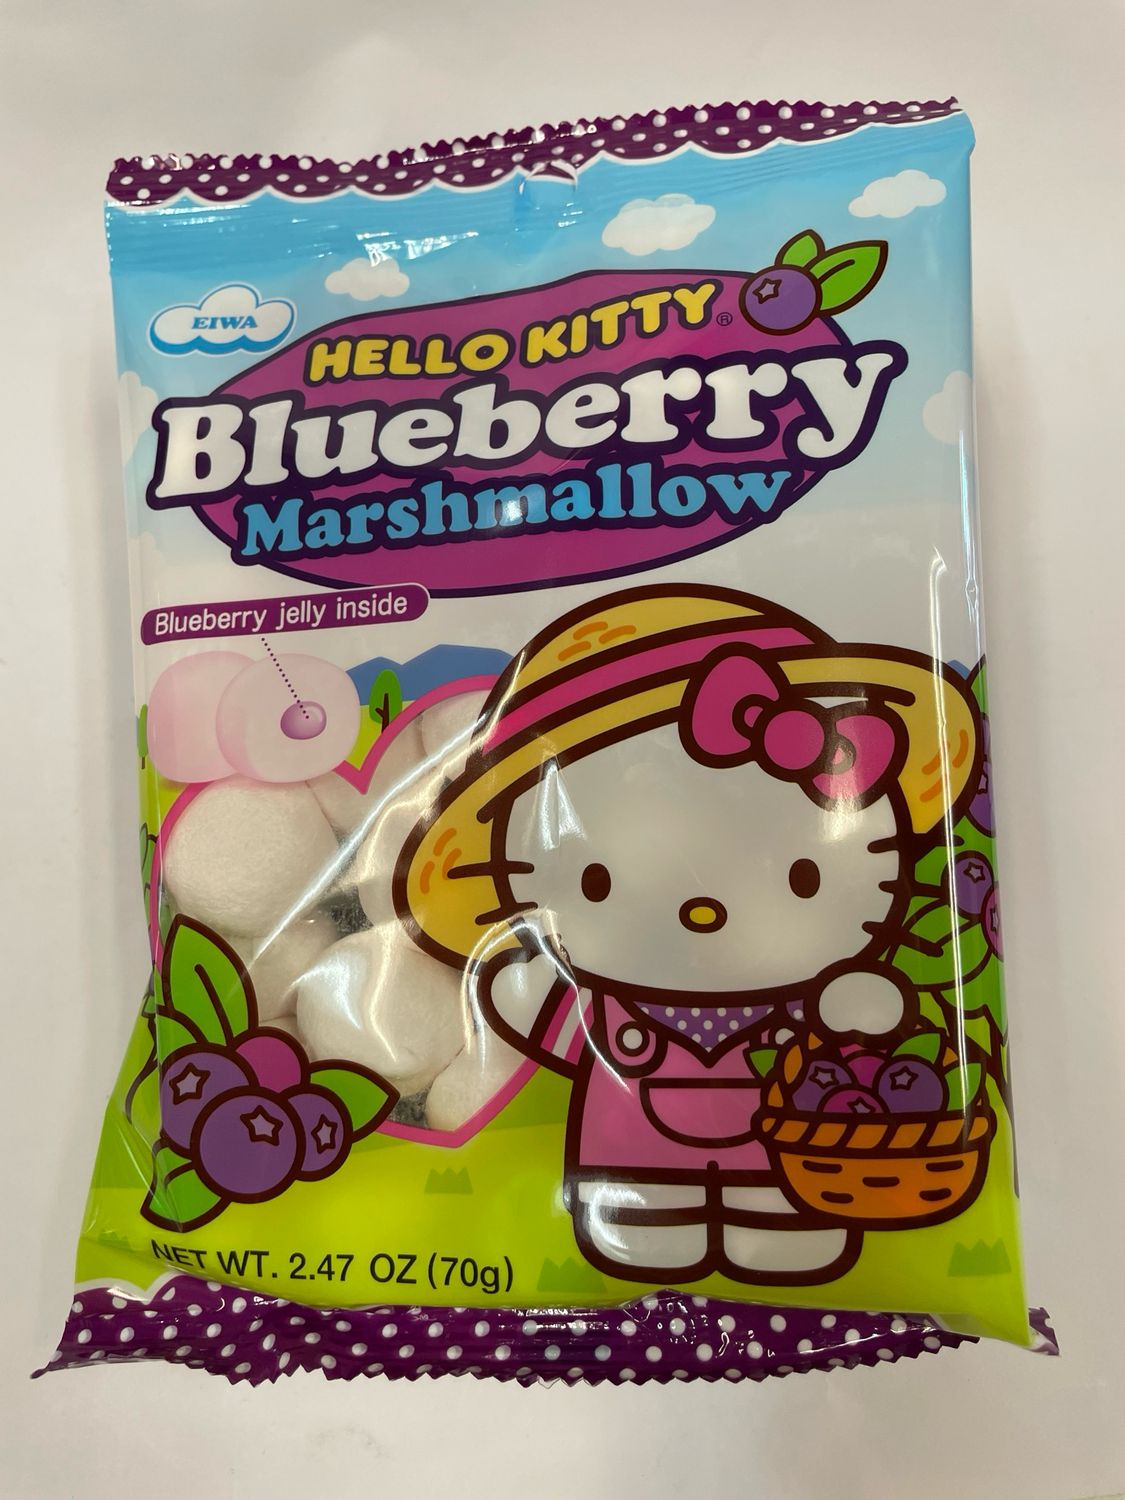 EIWA
HELLO KITTY®
Blueberry
Marshmallow
Blueberry jelly inside
NET WT. 2.47 OZ (70g)